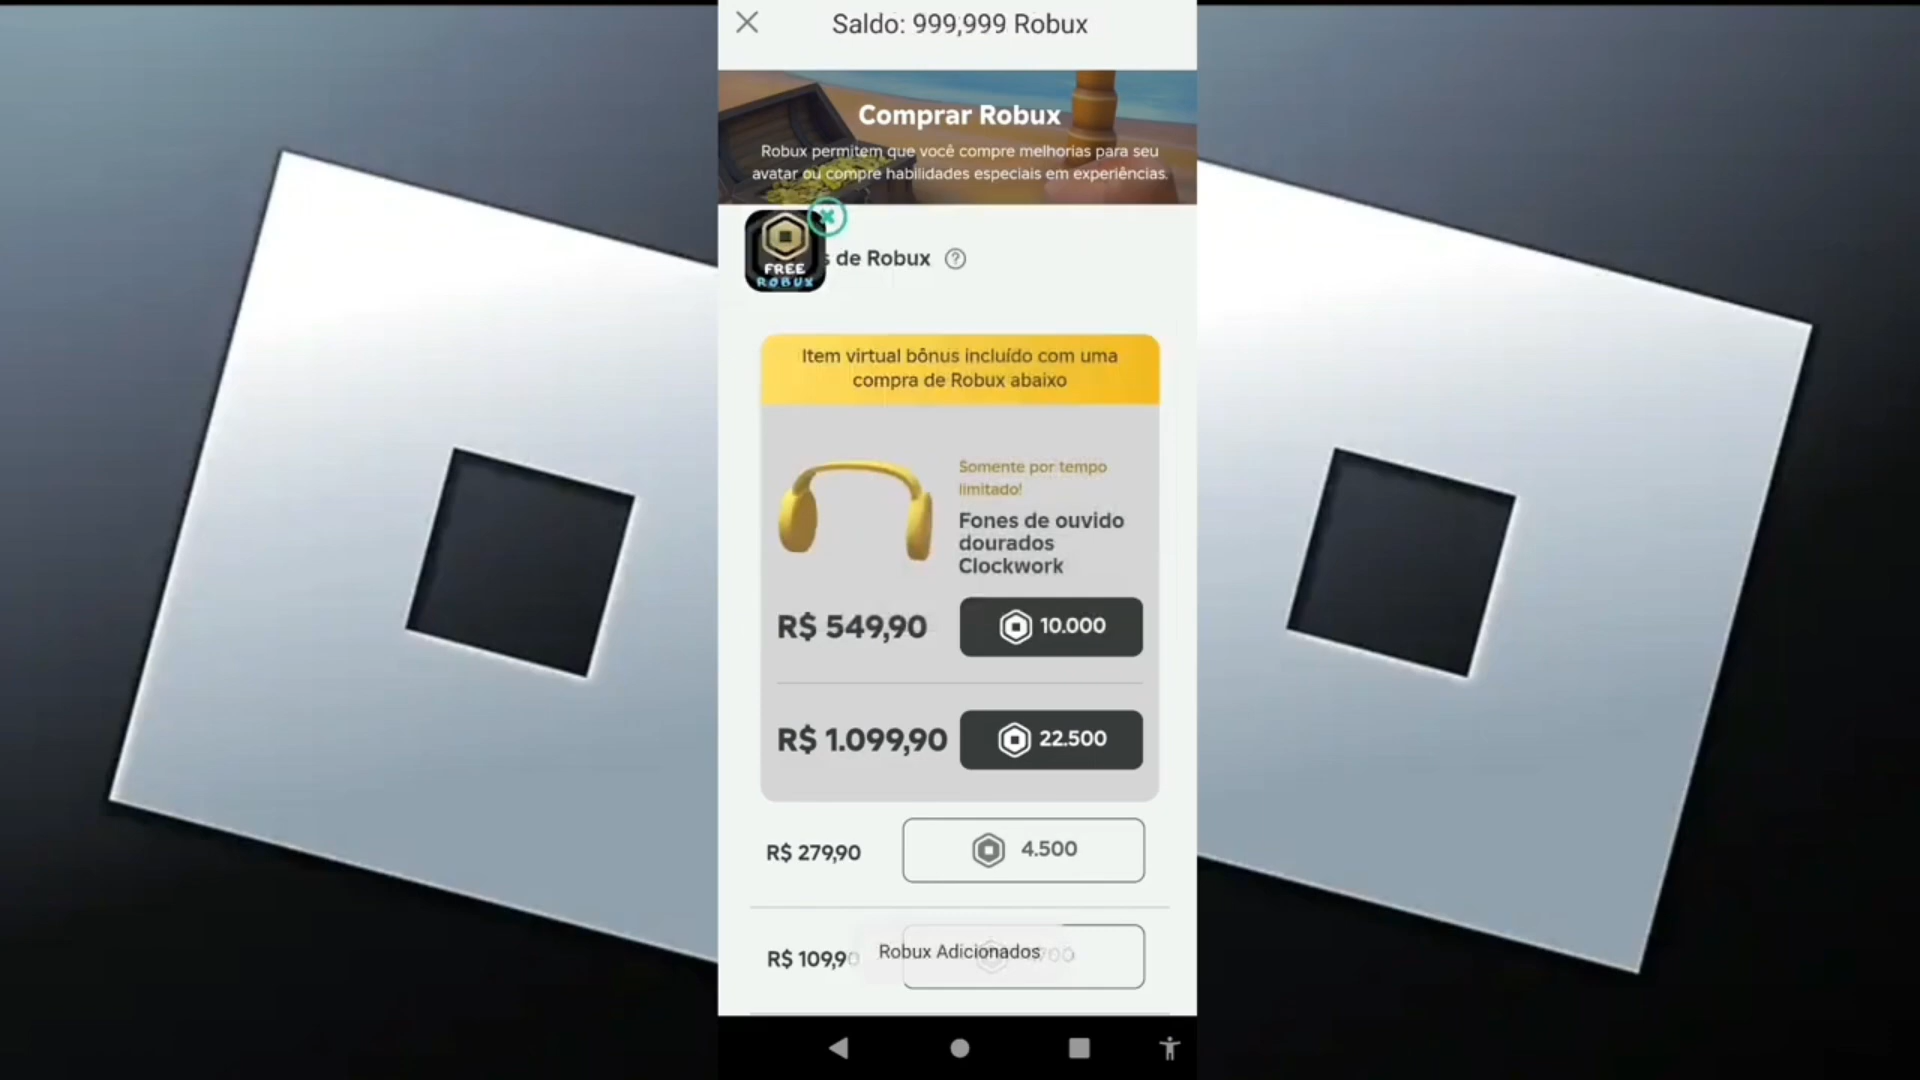 Saldo: 999,999 Robux
Comprar Robux
Robux permitem que você compre melhorias para seu
avatar ou compre habilidades especiais em experiências.
FREE
ROBUX
s de Robux
Item virtual bônus incluído com uma
compra de Robux abaixo
Somente por tempo
limitado!
Fones de ouvido
dourados
Clockwork
R$ 549,90
10.000
R$ 1.099,90
22.500
R$ 279,90
4.500
R$ 109,90
Robux Adicionados